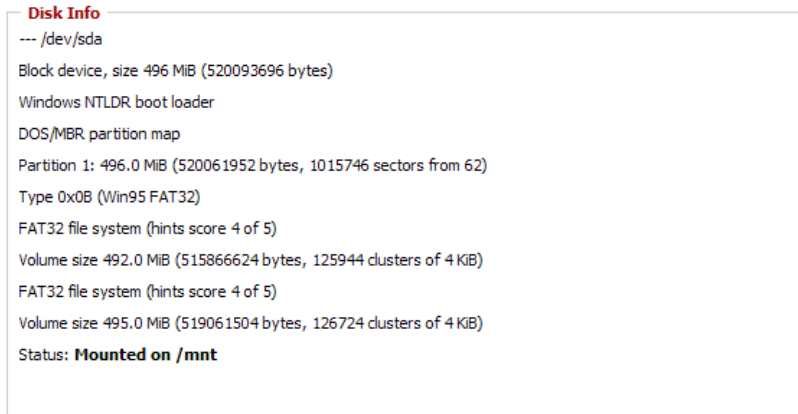 Disk Info
--- /dev/sda
Block device, size 496 MiB (520093696 bytes)
Windows NTLDR boot loader
DOS/MBR partition map
Partition 1: 496.0 MiB (520061952 bytes, 1015746 sectors from 62)
Type 0x0B (Win95 FAT32)
FAT32 file system (hints score 4 of 5)
Volume size 492.0 MiB (515866624 bytes, 125944 clusters of 4 KiB)
FAT32 file system (hints score 4 of 5)
Volume size 495.0 MiB (519061504 bytes, 126724 clusters of 4 KiB)
Status: Mounted on /mnt